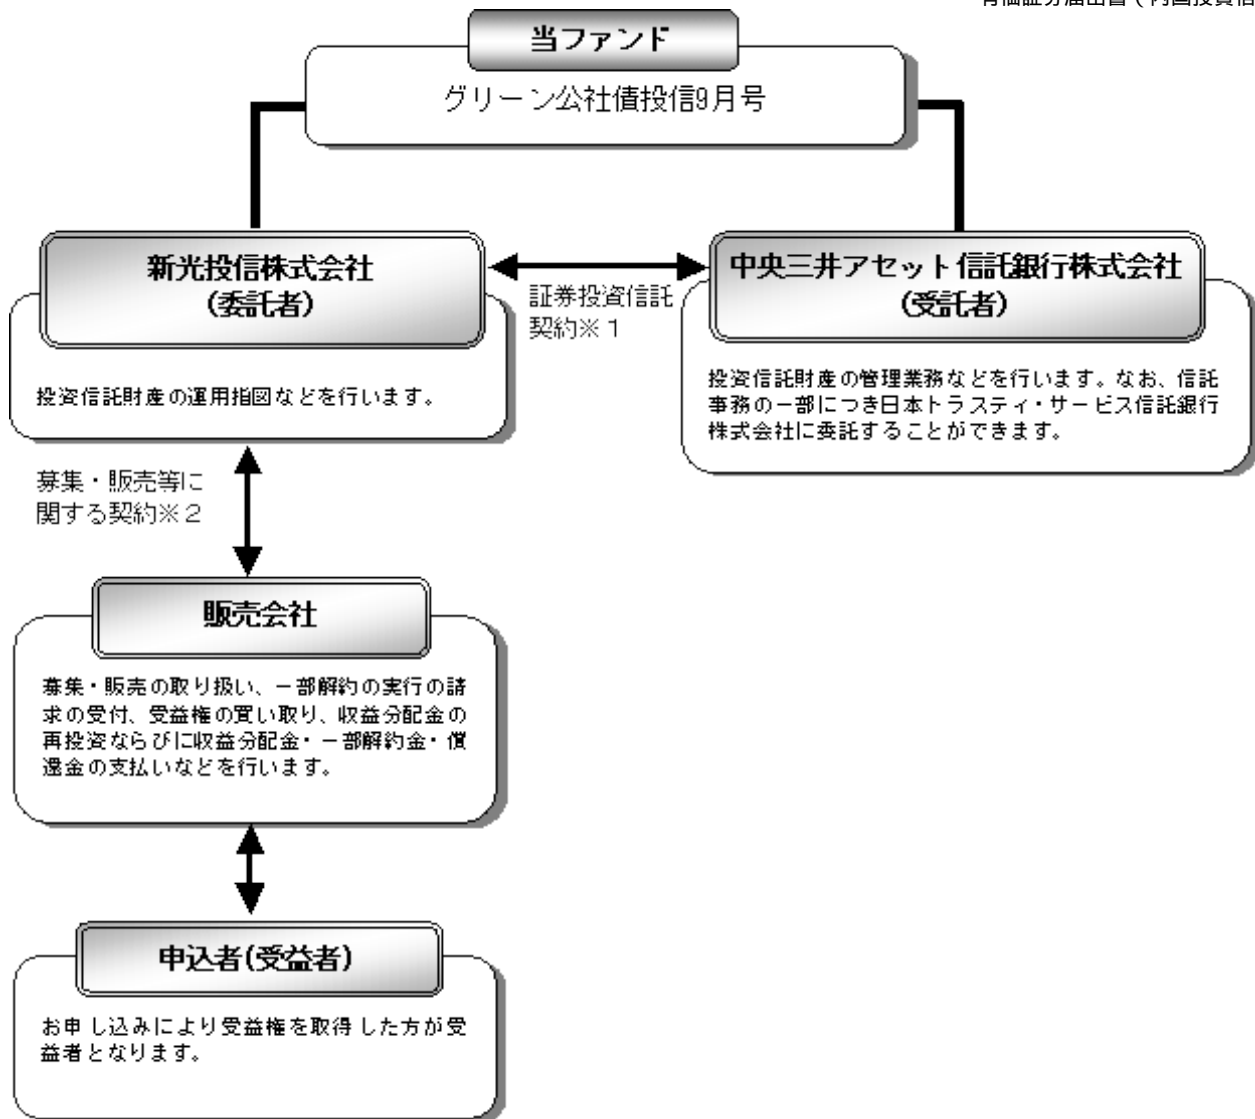 当ファンド
グリーン公社債投信9月号
新光投信株式会社
(委託者)
投資信託財産の運用指図などを行います。
証券投資信託
契約※1
中央三井アセット信託銀行株式会社
(受託者)
投資信託財産の管理業務などを行います。なお、信託
事務の一部につき日本トラスティ・サービス信託銀行
株式会社に委託することができます。
募集・販売等に
関する契約※2
販売会社
募集・販売の取り扱い、一部解約の実行の請
求の受付、受益権の買い取り、収益分配金の
再投資ならびに収益分配金・一部解約金・償
還金の支払いなどを行います。
申込者(受益者)
お申し込みにより受益権を取得した方が受
益者となります。